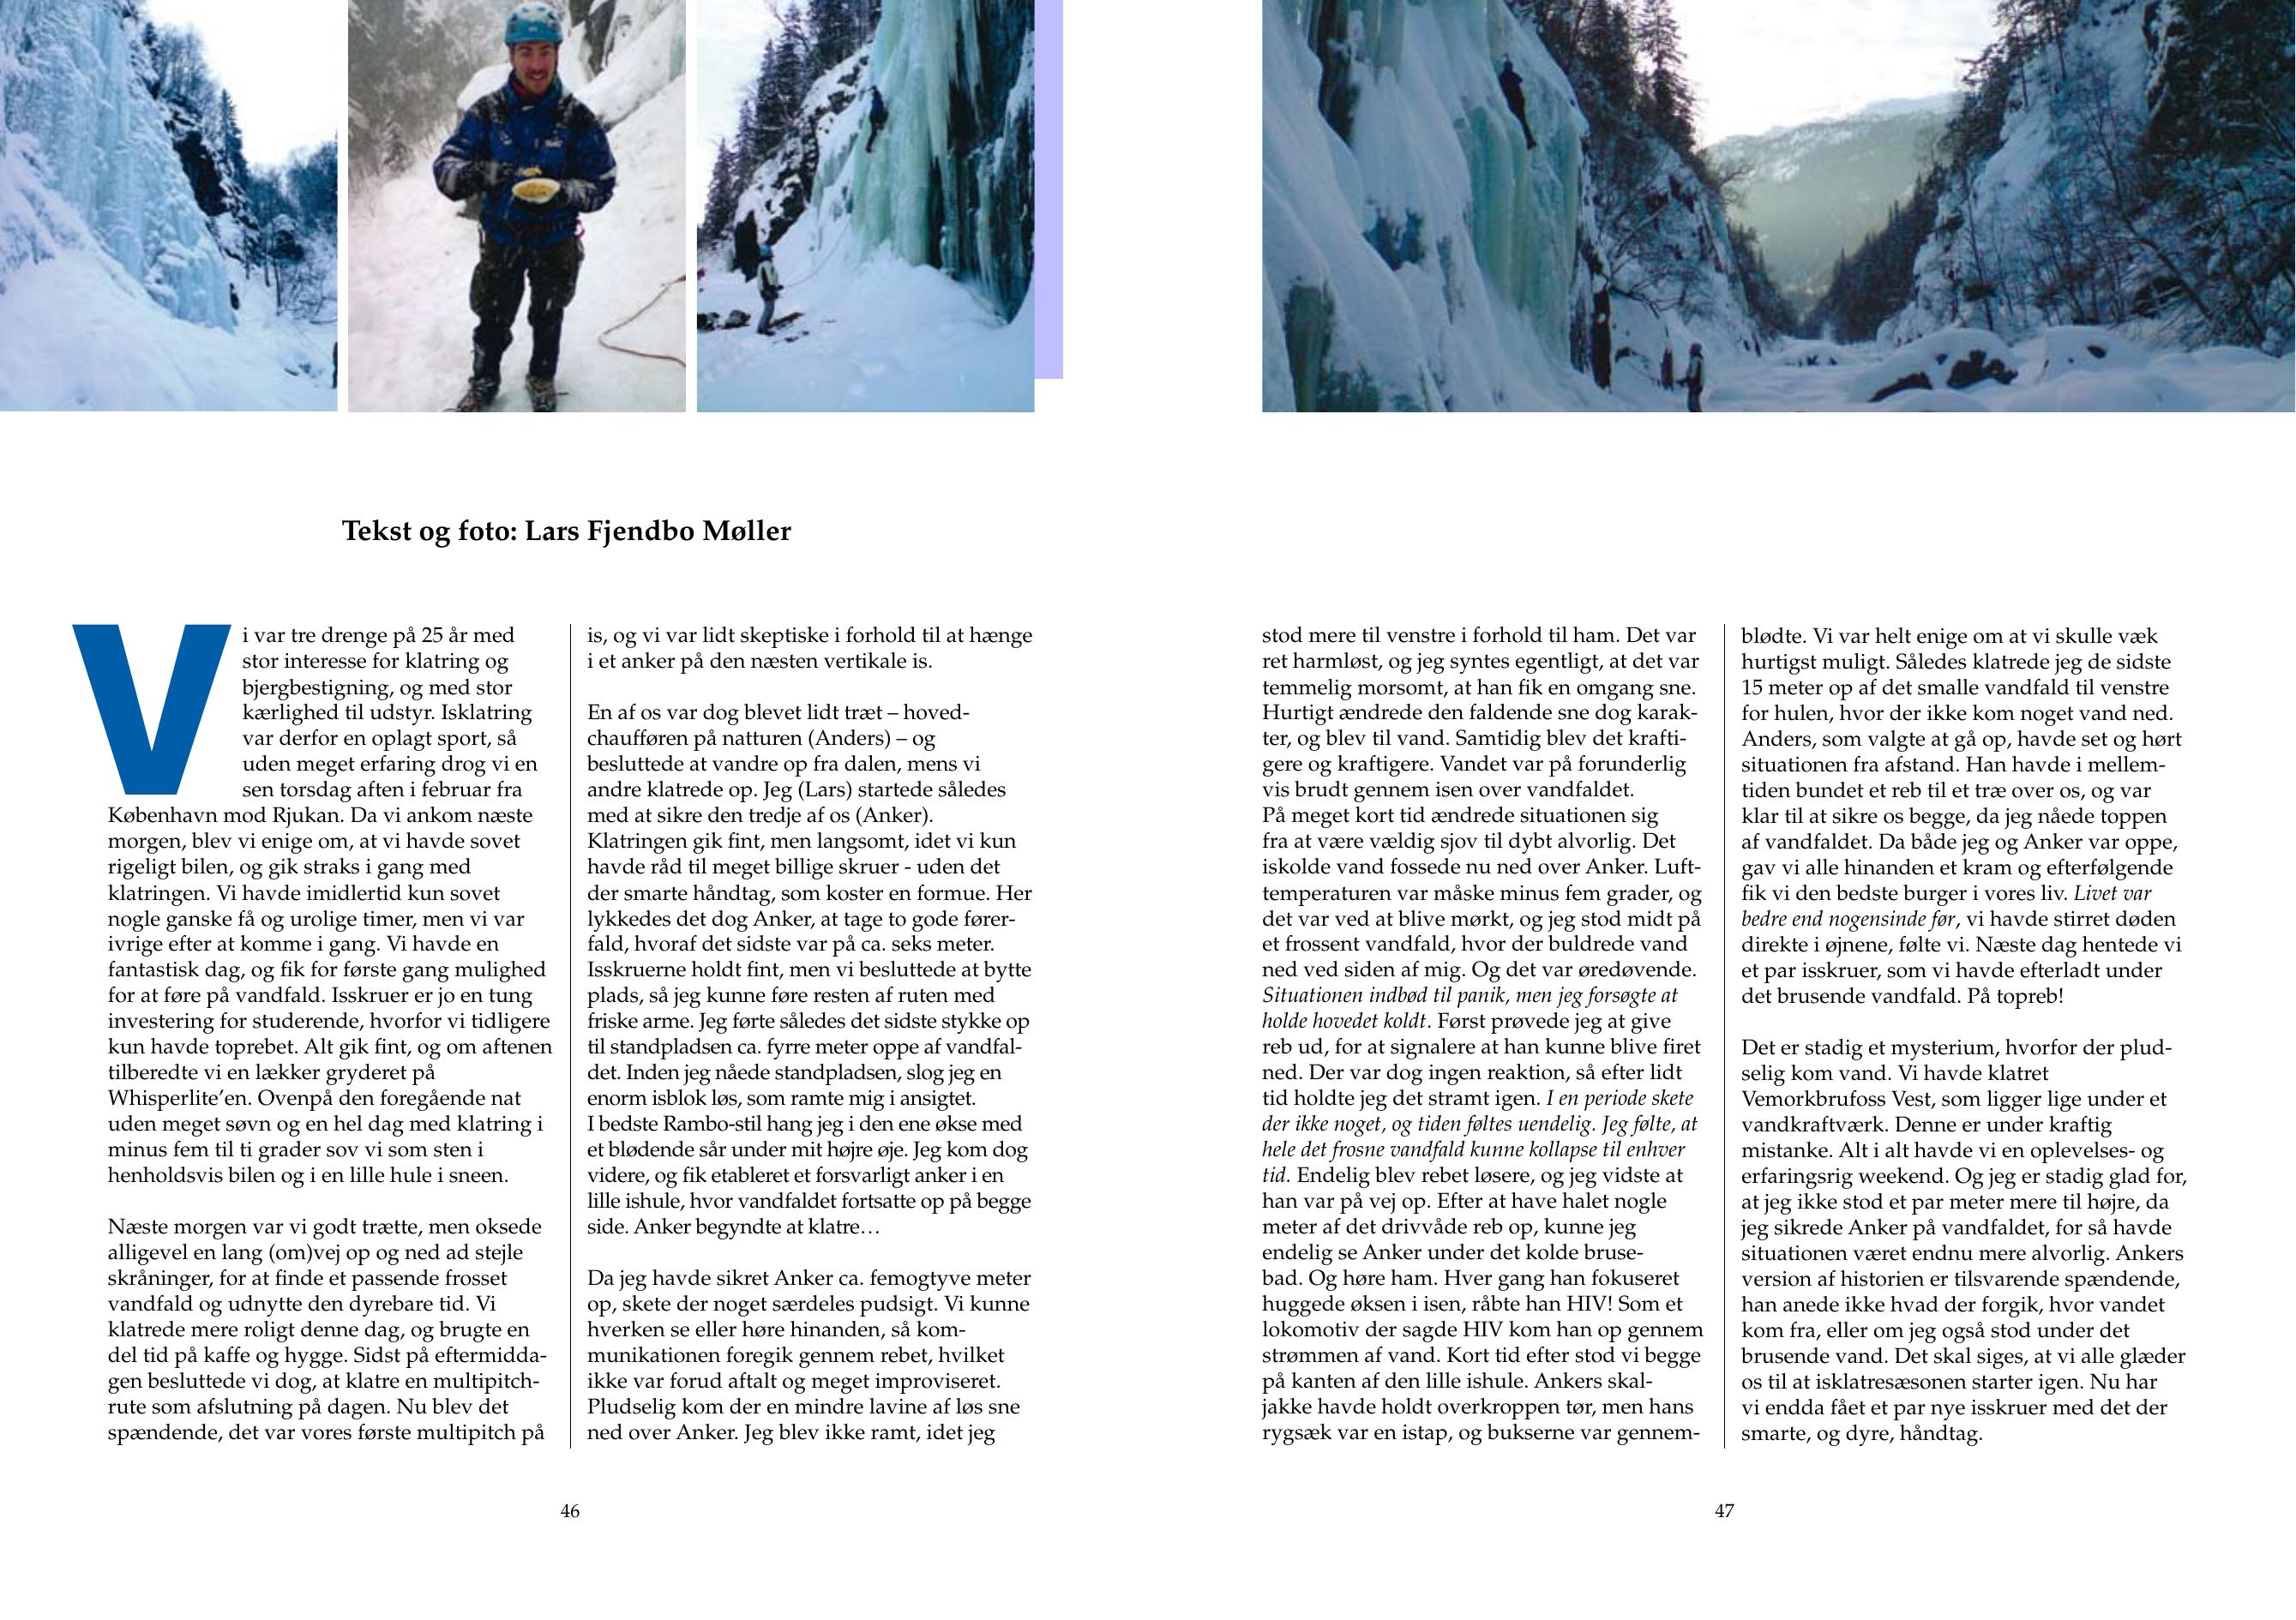 Tekst og foto: Lars Fjendbo Møller
Vi var tre drenge på 25 år med
stor interesse for klatring og
bjergbestigning, og med stor
kærlighed til udstyr. Isklatring
var derfor en oplagt sport, så
uden meget erfaring drog vi en
sen torsdag aften i februar fra
København mod Rjukan. Da vi ankom næste
morgen, blev vi enige om, at vi havde sovet
rigeligt bilen, og gik straks i gang med
klatringen. Vi havde imidlertid kun sovet
nogle ganske få og urolige timer, men vi var
ivrige efter at komme i gang. Vi havde en
fantastisk dag, og fik for første gang mulighed
for at føre på vandfald. Isskruer er jo en tung
investering for studerende, hvorfor vi tidligere
kun havde toprebet. Alt gik fint, og om aftenen
tilberedte vi en lækker gryderet på
Whisperlite’en. Ovenpå den foregående nat
uden meget søvn og en hel dag med klatring i
minus fem til ti grader sov vi som sten i
henholdsvis bilen og i en lille hule i sneen.
Næste morgen var vi godt trætte, men oksede
alligevel en lang (om)vej op og ned ad stejle
skråninger, for at finde et passende frosset
vandfald og udnytte den dyrebare tid. Vi
klatrede mere roligt denne dag, og brugte en
del tid på kaffe og hygge. Sidst på eftermidda-
gen besluttede vi dog, at klatre en multipitch-
rute som afslutning på dagen. Nu blev det
spændende, det var vores første multipitch på
is, og vi var lidt skeptiske i forhold til at hænge
i et anker på den næsten vertikale is.
En af os var dog blevet lidt træt – hoved-
chaufføren på natturen (Anders) – og
besluttede at vandre op fra dalen, mens vi
andre klatrede op. Jeg (Lars) startede således
med at sikre den tredje af os (Anker).
Klatringen gik fint, men langsomt, idet vi kun
havde råd til meget billige skruer - uden det
der smarte håndtag, som koster en formue. Her
lykkedes det dog Anker, at tage to gode fører-
fald, hvoraf det sidste var på ca. seks meter.
Isskruerne holdt fint, men vi besluttede at bytte
plads, så jeg kunne føre resten af ruten med
friske arme. Jeg førte således det sidste stykke op
til standpladsen ca. fyrre meter oppe af vandfal-
det. Inden jeg nåede standpladsen, slog jeg en
enorm isblok løs, som ramte mig i ansigtet.
I bedste Rambo-stil hang jeg i den ene økse med
et blødende sår under mit højre øje. Jeg kom dog
videre, og fik etableret et forsvarligt anker i en
lille ishule, hvor vandfaldet fortsatte op på begge
side. Anker begyndte at klatre…
Da jeg havde sikret Anker ca. femogtyve meter
op, skete der noget særdeles pudsigt. Vi kunne
hverken se eller høre hinanden, så kom-
munikationen foregik gennem rebet, hvilket
ikke var forud aftalt og meget improviseret.
Pludselig kom der en mindre lavine af løs sne
ned over Anker. Jeg blev ikke ramt, idet jeg
46
stod mere til venstre i forhold til ham. Det var
ret harmløst, og jeg syntes egentligt, at det var
temmelig morsomt, at han fik en omgang sne.
Hurtigt ændrede den faldende sne dog karak-
ter, og blev til vand. Samtidig blev det krafti-
gere og kraftigere. Vandet var på forunderlig
vis brudt gennem isen over vandfaldet.
På meget kort tid ændrede situationen sig
fra at være vældig sjov til dybt alvorlig. Det
iskolde vand fossede nu ned over Anker. Luft-
temperaturen var måske minus fem grader, og
det var ved at blive mørkt, og jeg stod midt på
et frossent vandfald, hvor der buldrede vand
ned ved siden af mig. Og det var øredøvende.
Situationen indbød til panik, men jeg forsøgte at
holde hovedet koldt. Først prøvede jeg at give
reb ud, for at signalere at han kunne blive firet
ned. Der var dog ingen reaktion, så efter lidt
tid holdte jeg det stramt igen. I en periode skete
der ikke noget, og tiden føltes uendelig. Jeg følte, at
hele det frosne vandfald kunne kollapse til enhver
tid. Endelig blev rebet løsere, og jeg vidste at
han var på vej op. Efter at have halet nogle
meter af det drivvåde reb op, kunne jeg
endelig se Anker under det kolde bruse-
bad. Og høre ham. Hver gang han fokuseret
huggede øksen i isen, råbte han HIV! Som et
lokomotiv der sagde HIV kom han op gennem
strømmen af vand. Kort tid efter stod vi begge
på kanten af den lille ishule. Ankers skal-
jakke havde holdt overkroppen tør, men hans
rygsæk var en istap, og bukserne var gennem-
blødte. Vi var helt enige om at vi skulle væk
hurtigst muligt. Således klatrede jeg de sidste
15 meter op af det smalle vandfald til venstre
for hulen, hvor der ikke kom noget vand ned.
Anders, som valgte at gå op, havde set og hørt
situationen fra afstand. Han havde i mellem-
tiden bundet et reb til et træ over os, og var
klar til at sikre os begge, da jeg nåede toppen
af vandfaldet. Da både jeg og Anker var oppe,
gav vi alle hinanden et kram og efterfølgende
fik vi den bedste burger i vores liv. Livet var
bedre end nogensinde før, vi havde stirret døden
direkte i øjnene, følte vi. Næste dag hentede vi
et par isskruer, som vi havde efterladt under
det brusende vandfald. På topreb!
Det er stadig et mysterium, hvorfor der plud-
selig kom vand. Vi havde klatret
Vemorkbrufoss Vest, som ligger lige under et
vandkraftværk. Denne er under kraftig
mistanke. Alt i alt havde vi en oplevelses- og
erfaringsrig weekend. Og jeg er stadig glad for,
at jeg ikke stod et par meter mere til højre, da
jeg sikrede Anker på vandfaldet, for så havde
situationen været endnu mere alvorlig. Ankers
version af historien er tilsvarende spændende,
han anede ikke hvad der forgik, hvor vandet
kom fra, eller om jeg også stod under det
brusende vand. Det skal siges, at vi alle glæder
os til at isklatresæsonen starter igen. Nu har
vi endda fået et par nye isskruer med det der
smarte, og dyre, håndtag.
47